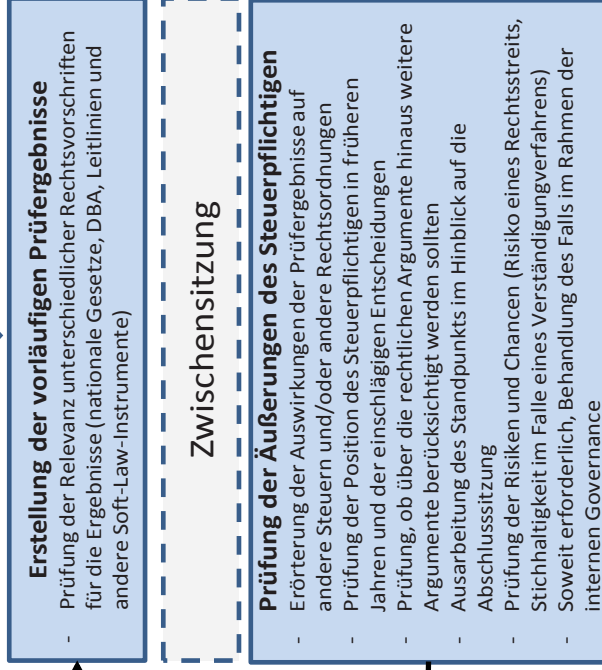 Erstellung der vorläufigen Prüfergebnisse
- Prüfung der Relevanz unterschiedlicher Rechtsvorschriften
für die Ergebnisse (nationale Gesetze, DBA, Leitlinien und
andere Soft-Law-Instrumente)
Zwischensitzung
Prüfung der Äußerungen des Steuerpflichtigen
- Erörterung der Auswirkungen der Prüfergebnisse auf
andere Steuern und/oder andere Rechtsordnungen
- Prüfung der Position des Steuerpflichtigen in früheren
Jahren und der einschlägigen Entscheidungen
- Prüfung, ob über die rechtlichen Argumente hinaus weitere
Argumente berücksichtigt werden sollten
- Ausarbeitung des Standpunkts im Hinblick auf die
Abschlusssitzung
- Prüfung der Risiken und Chancen (Risiko eines Rechtsstreits,
Stichhaltigkeit im Falle eines Verständigungverfahrens)
- Soweit erforderlich, Behandlung des Falls im Rahmen der
internen Governance